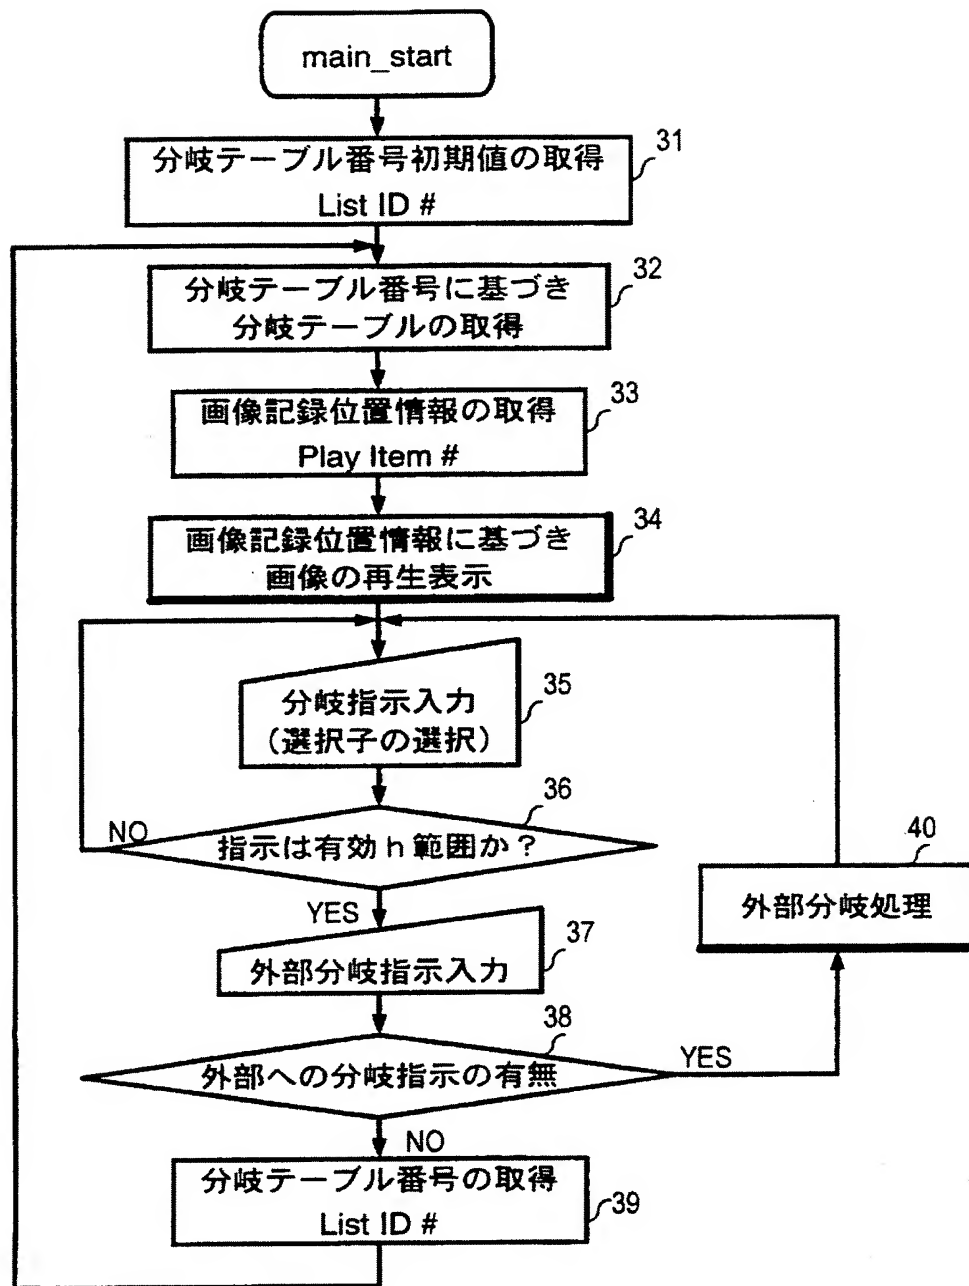 main_start
31
分岐テーブル番号初期値の取得
List ID #
32
分岐テーブル番号に基づき
分岐テーブルの取得
33
画像記録位置情報の取得
Play Item #
34
画像記録位置情報に基づき
画像の再生表示
35
分岐指示入力
(選択子の選択)
36
NO
指示は有効h範囲か?
40
外部分岐処理
YES
37
外部分岐指示入力
38
YES
外部への分岐指示の有無
NO
分岐テーブル番号の取得
List ID #
39